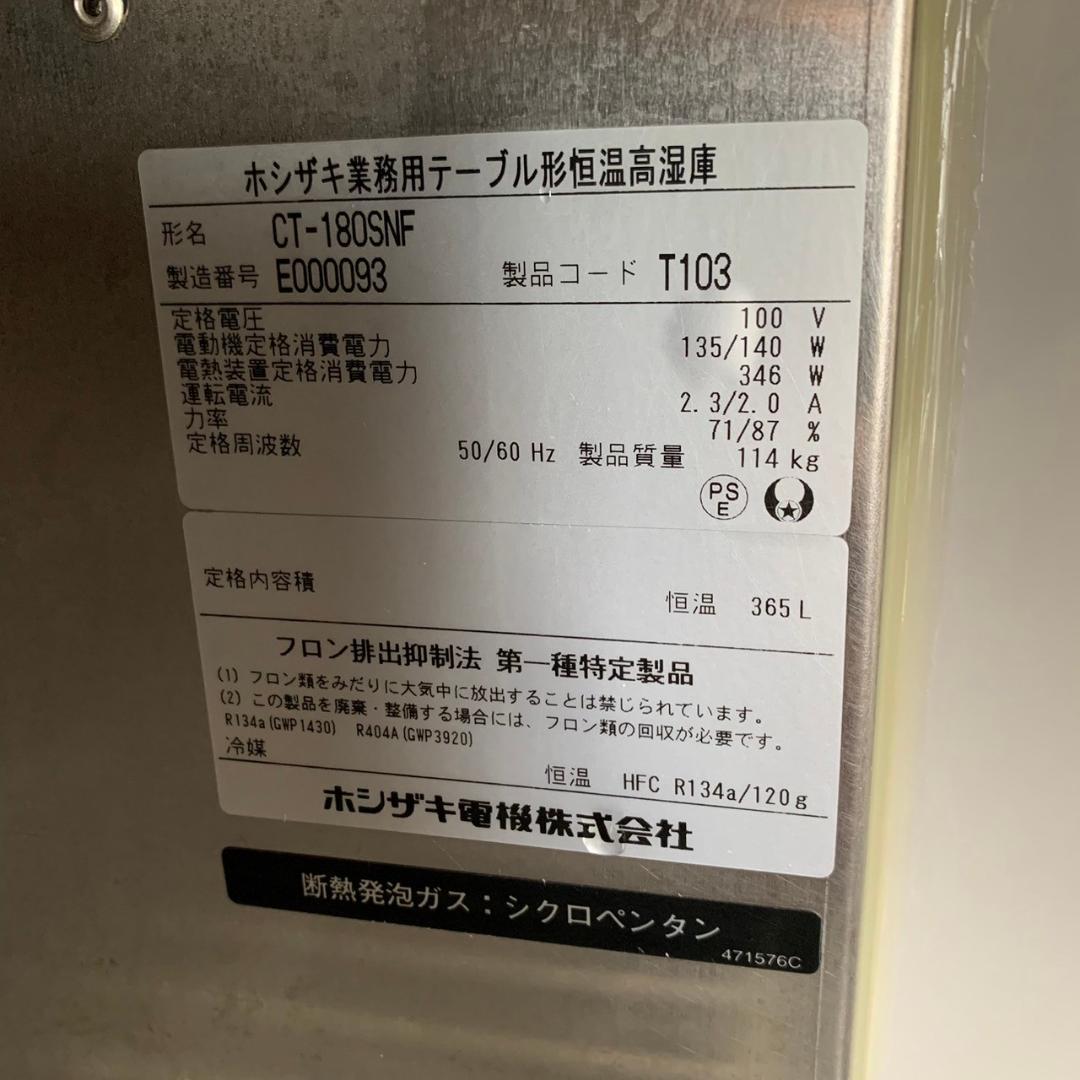 ホシザキ業務用テーブル形恒温高湿庫
形名 CT-180SNF
製造番号 E000093 製品コード T103
定格電圧 100 V
電動機定格消費電力 135/140 W
電熱装置定格消費電力 346 W
運転電流 2.3/2.0 A
力率 71/87 %
定格周波数 50/60 Hz 製品質量 114 kg
PS
E
定格内容積
恒温 365 L
フロン排出抑制法 第一種特定製品
(1) フロン類をみだりに大気中に放出することは禁じられています。
(2) この製品を廃棄・整備する場合には、フロン類の回収が必要です。
R134a(GWP1430) R404A(GWP3920)
冷媒
恒温 HFC R134a/120g
ホシザキ電機株式会社
断熱発泡ガス:シクロペンタン
471576C